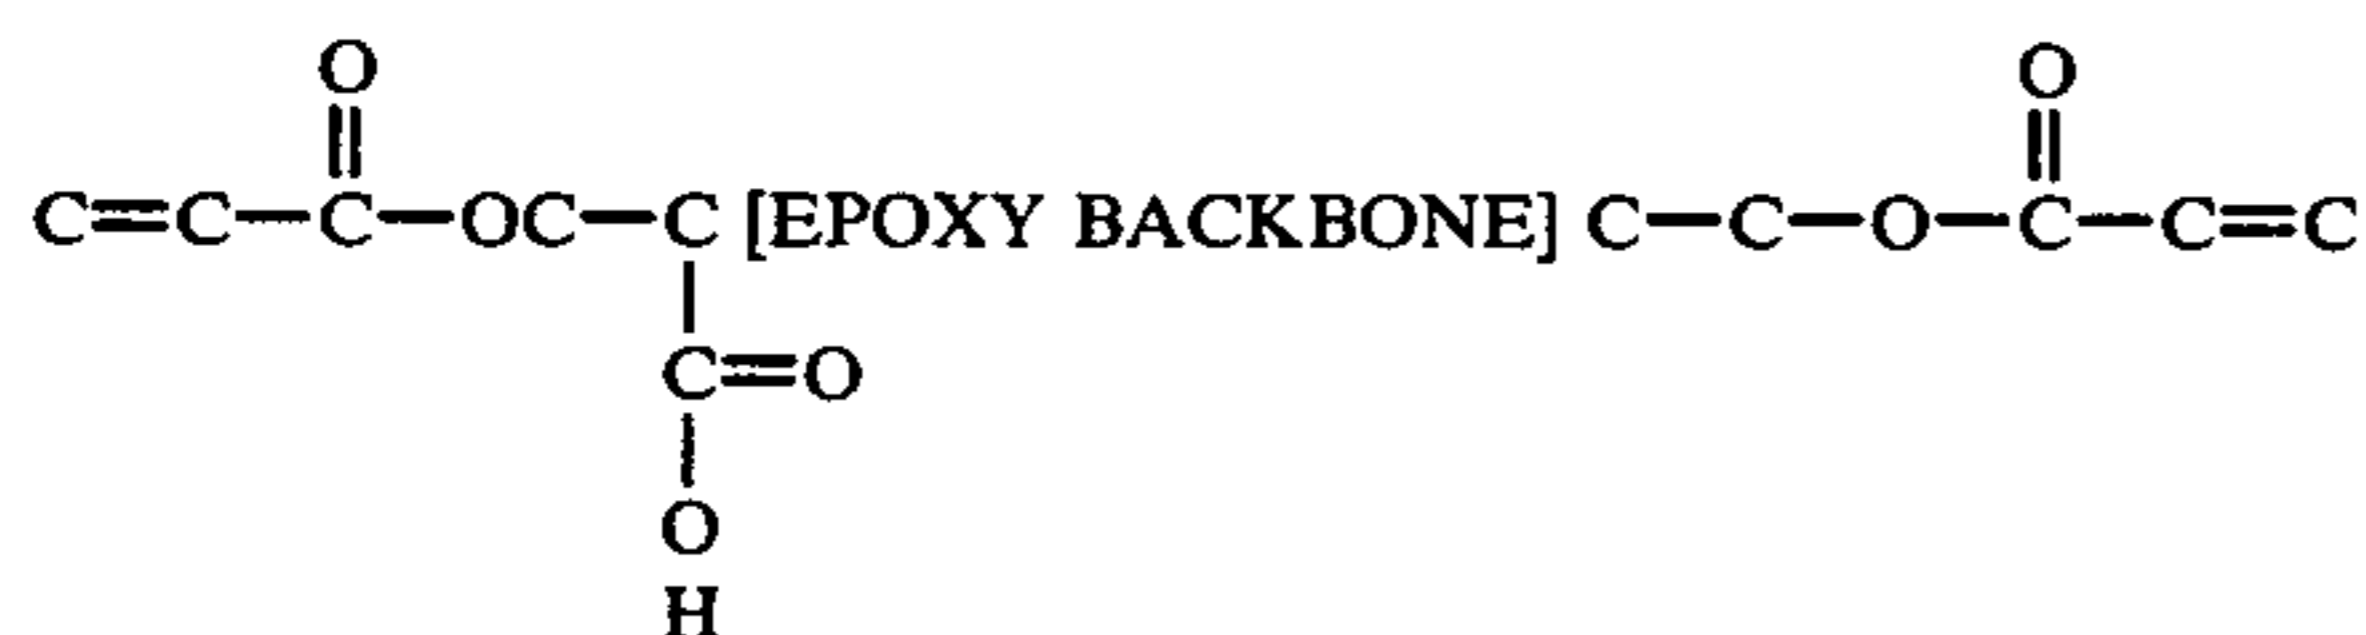 O O
C=C—C—OC—C [EPOXY BACKBONE] C—C—O—C—C=C
C=O
O
H